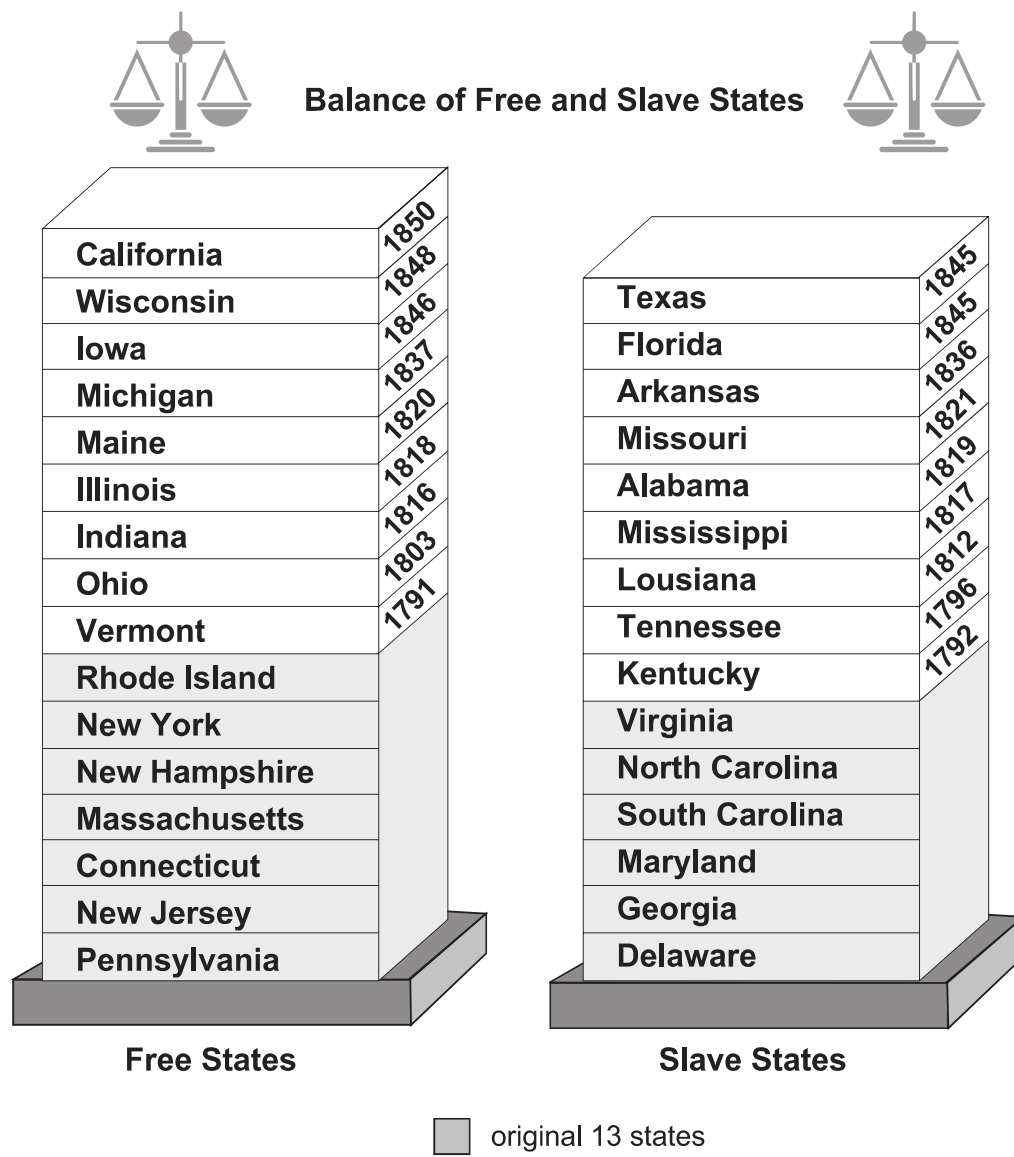 Balance of Free and Slave States
California
1850
Wisconsin
1848
Iowa
1846
Michigan
1837
Maine
1820
Illinois
1818
Indiana
1816
Ohio
1803
Vermont
1791
Rhode Island
New York
New Hampshire
Massachusetts
Connecticut
New Jersey
Pennsylvania
Free States
Texas
1845
Florida
1845
Arkansas
1836
Missouri
1821
Alabama
1819
Mississippi
1817
Lousiana
1812
Tennessee
1796
Kentucky
1792
Virginia
North Carolina
South Carolina
Maryland
Georgia
Delaware
Slave States
original 13 states